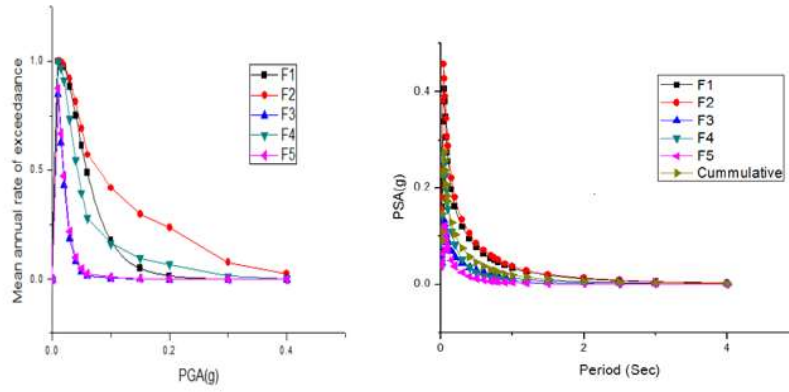 Mean annual rate of exceedaance
1.0
0.5
0.0
0.0
0.2
0.4
PGA(g)
F1
F2
F3
F4
F5
PSA(g)
0.4
0.2
0.0
0
2
4
Period (Sec)
F1
F2
F3
F4
F5
Cummulative